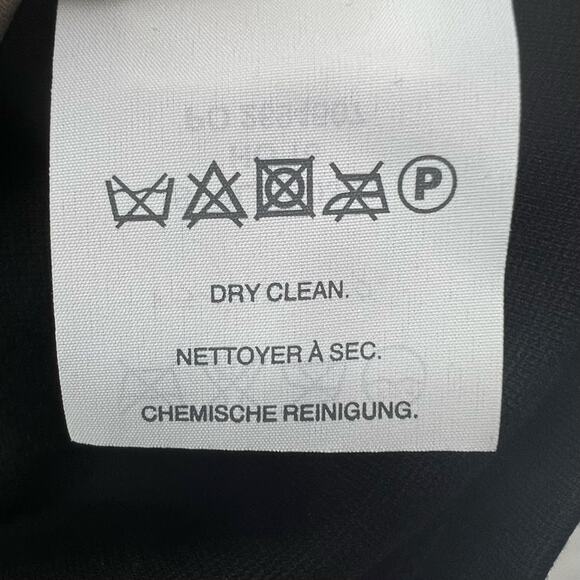 P
DRY CLEAN.
NETTOYER À SEC.
CHEMISCHE REINIGUNG.